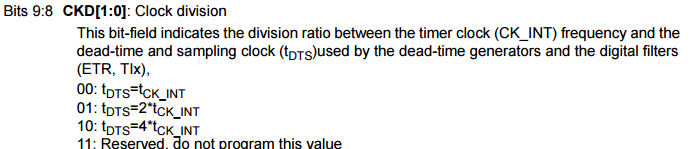 Bits 9:8 CKD[1:0]: Clock division
This bit-field indicates the division ratio between the timer clock (CK_INT) frequency and the
dead-time and sampling clock (tDTS)used by the dead-time generators and the digital filters
(ETR, TIx),
00: tDTS=tCK_INT
01: tDTS=2*tCK_INT
10: tDTS=4*tCK_INT
11: Reserved, do not program this value